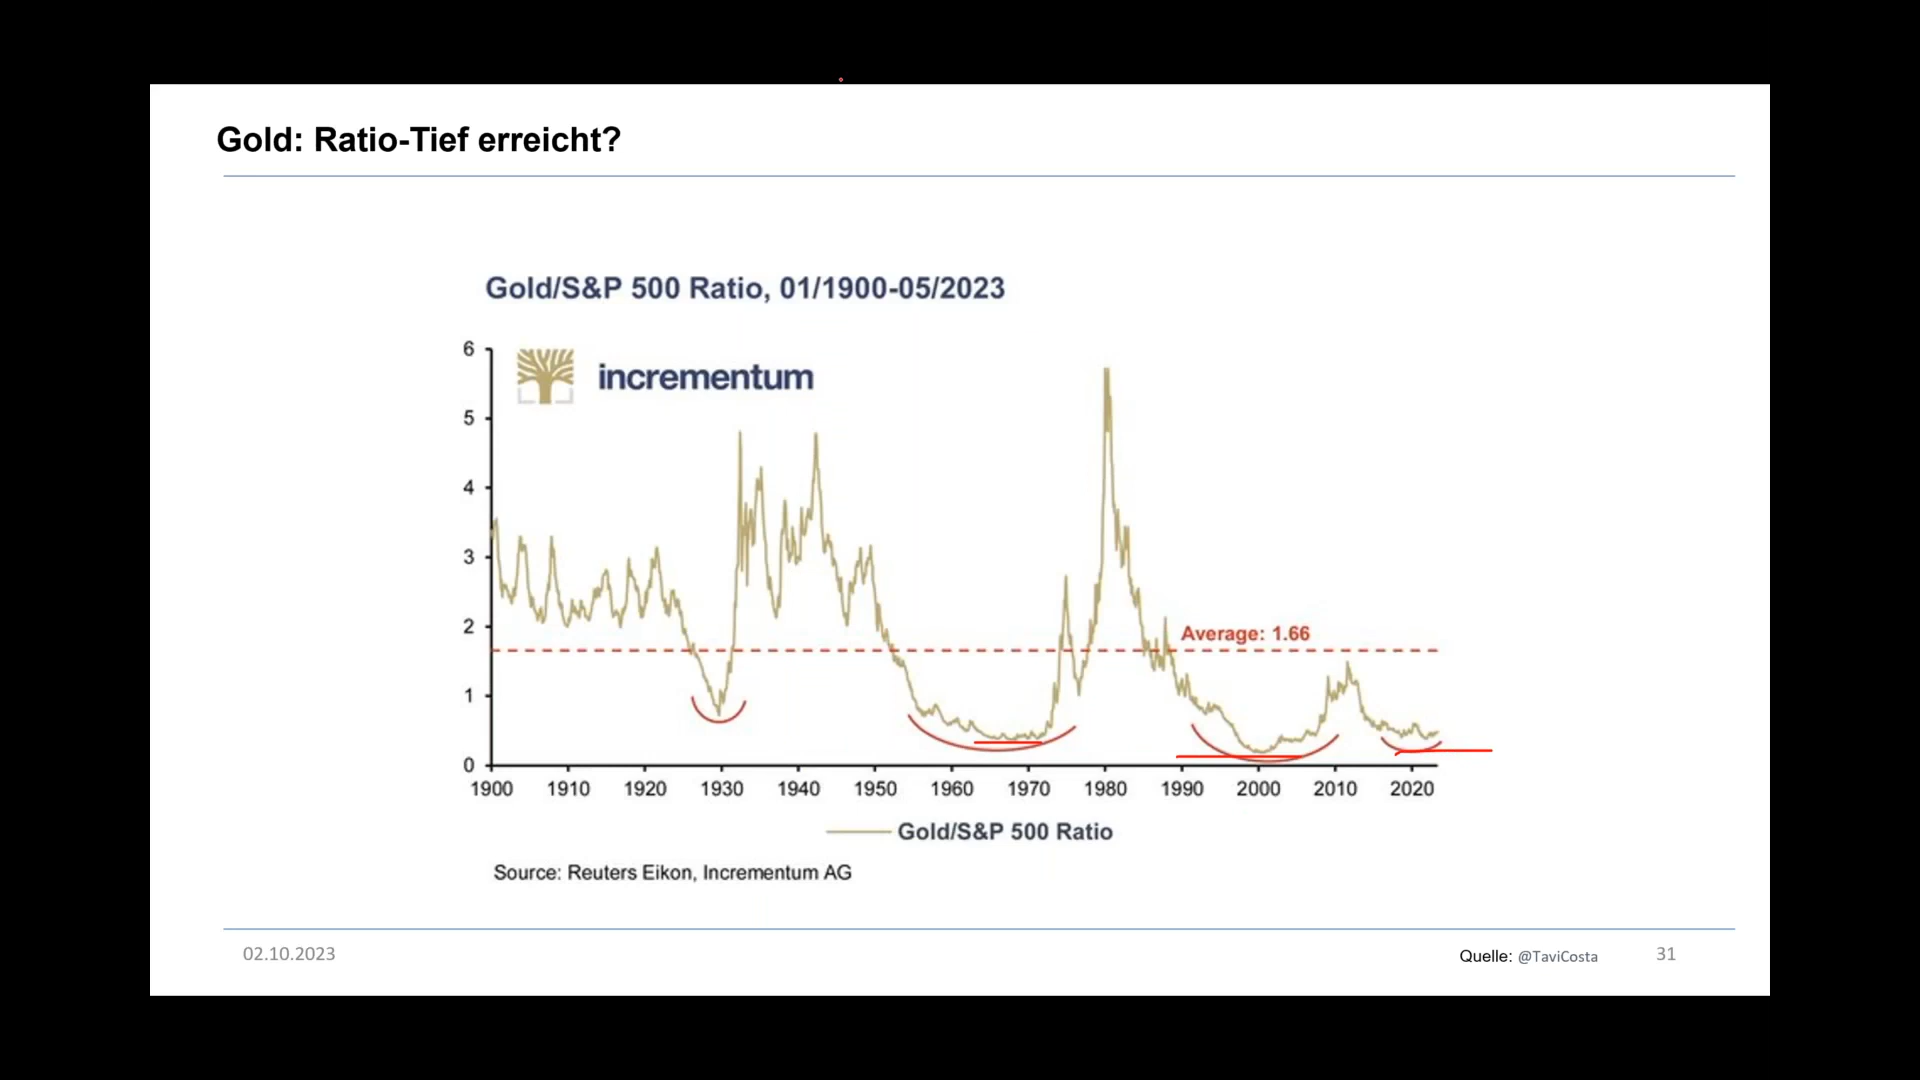 Gold: Ratio-Tief erreicht?
Gold/S&P 500 Ratio, 01/1900-05/2023
incrementum
6
5
4
3
2
1
0
Average: 1.66
1900 1910 1920 1930 1940 1950 1960 1970 1980 1990 2000 2010 2020
Gold/S&P 500 Ratio
Source: Reuters Eikon, Incrementum AG
02.10.2023
Quelle: @TaviCosta
31